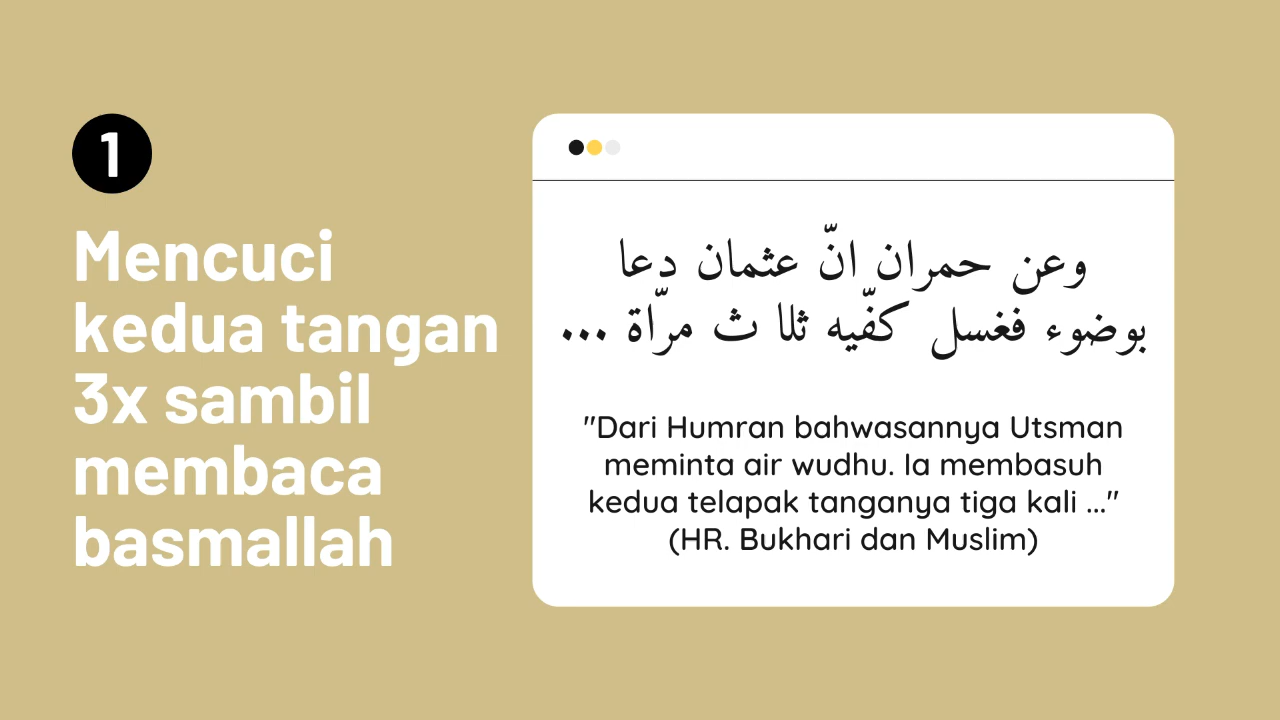 1
Mencuci
kedua tangan
3x sambil
membaca
basmallah
وعن حمران انّ عثمان دعا
بوضوء فغسل كفّيه ثلا ث مرّاة ...
"Dari Humran bahwasannya Utsman
meminta air wudhu. Ia membasuh
kedua telapak tanganya tiga kali ..."
(HR. Bukhari dan Muslim)